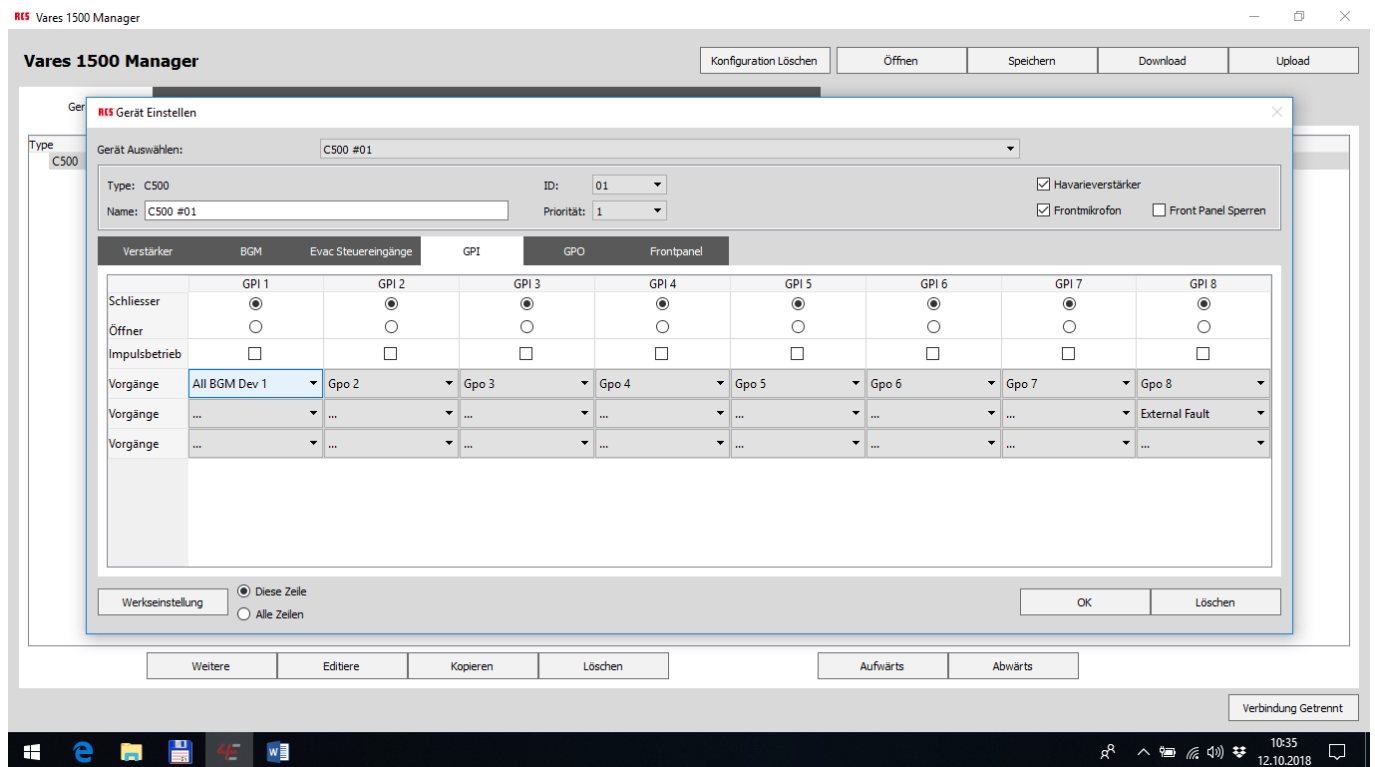 RCS Vares 1500 Manager
Vares 1500 Manager
Konfiguration Löschen Öffnen Speichern Download Upload
Ger
RCS Gerät Einstellen
Type
C500
Gerät Auswählen: C500 #01
Type: C500 ID: 01 Havarieverstärker
Name: C500 #01 Priorität: 1 Frontmikrofon Front Panel Sperren
Verstärker BGM Evac Steuereingänge GPI GPO Frontpanel
GPI 1 GPI 2 GPI 3 GPI 4 GPI 5 GPI 6 GPI 7 GPI 8
Schliesser
Öffner
Impulsbetrieb
Vorgänge All BGM Dev 1 Gpo 2 Gpo 3 Gpo 4 Gpo 5 Gpo 6 Gpo 7 Gpo 8
Vorgänge ... ... ... ... ... ... ... External Fault
Vorgänge ... ... ... ... ... ... ... ...
Werkseinstellung Diese Zeile
Alle Zeilen
OK Löschen
Weitere Editiere Kopieren Löschen Aufwärts Abwärts
Verbindung Getrennt
10:35
12.10.2018